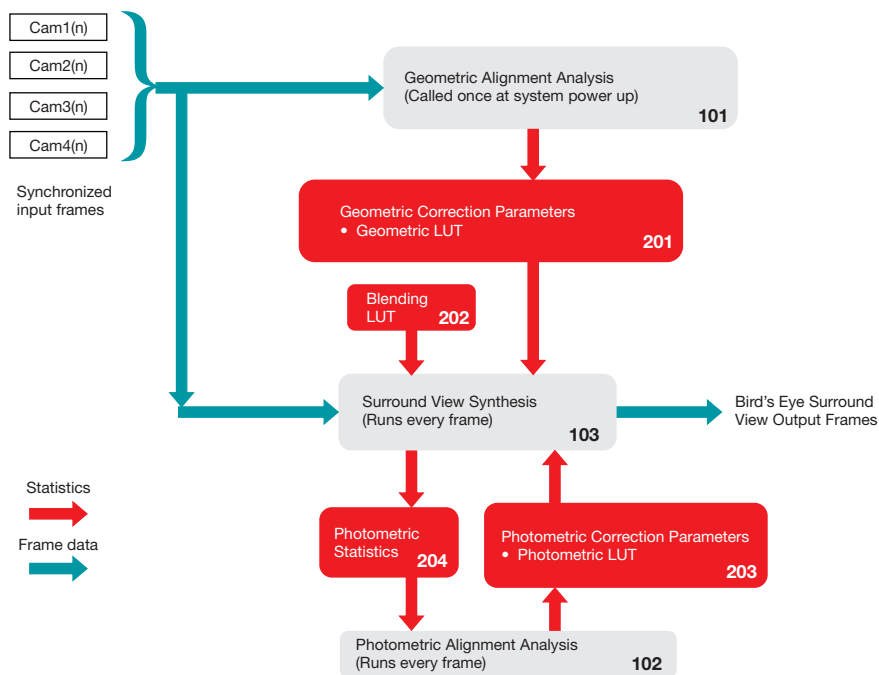 Cam1(n)
Cam2(n)
Cam3(n)
Cam4(n)
Synchronized
input frames
Geometric Alignment Analysis
(Called once at system power up)
101
Geometric Correction Parameters
• Geometric LUT
201
Blending
LUT
202
Surround View Synthesis
(Runs every frame)
103
Bird's Eye Surround
View Output Frames
Statistics
Frame data
Photometric
Statistics
204
Photometric Correction Parameters
• Photometric LUT
203
Photometric Alignment Analysis
(Runs every frame)
102